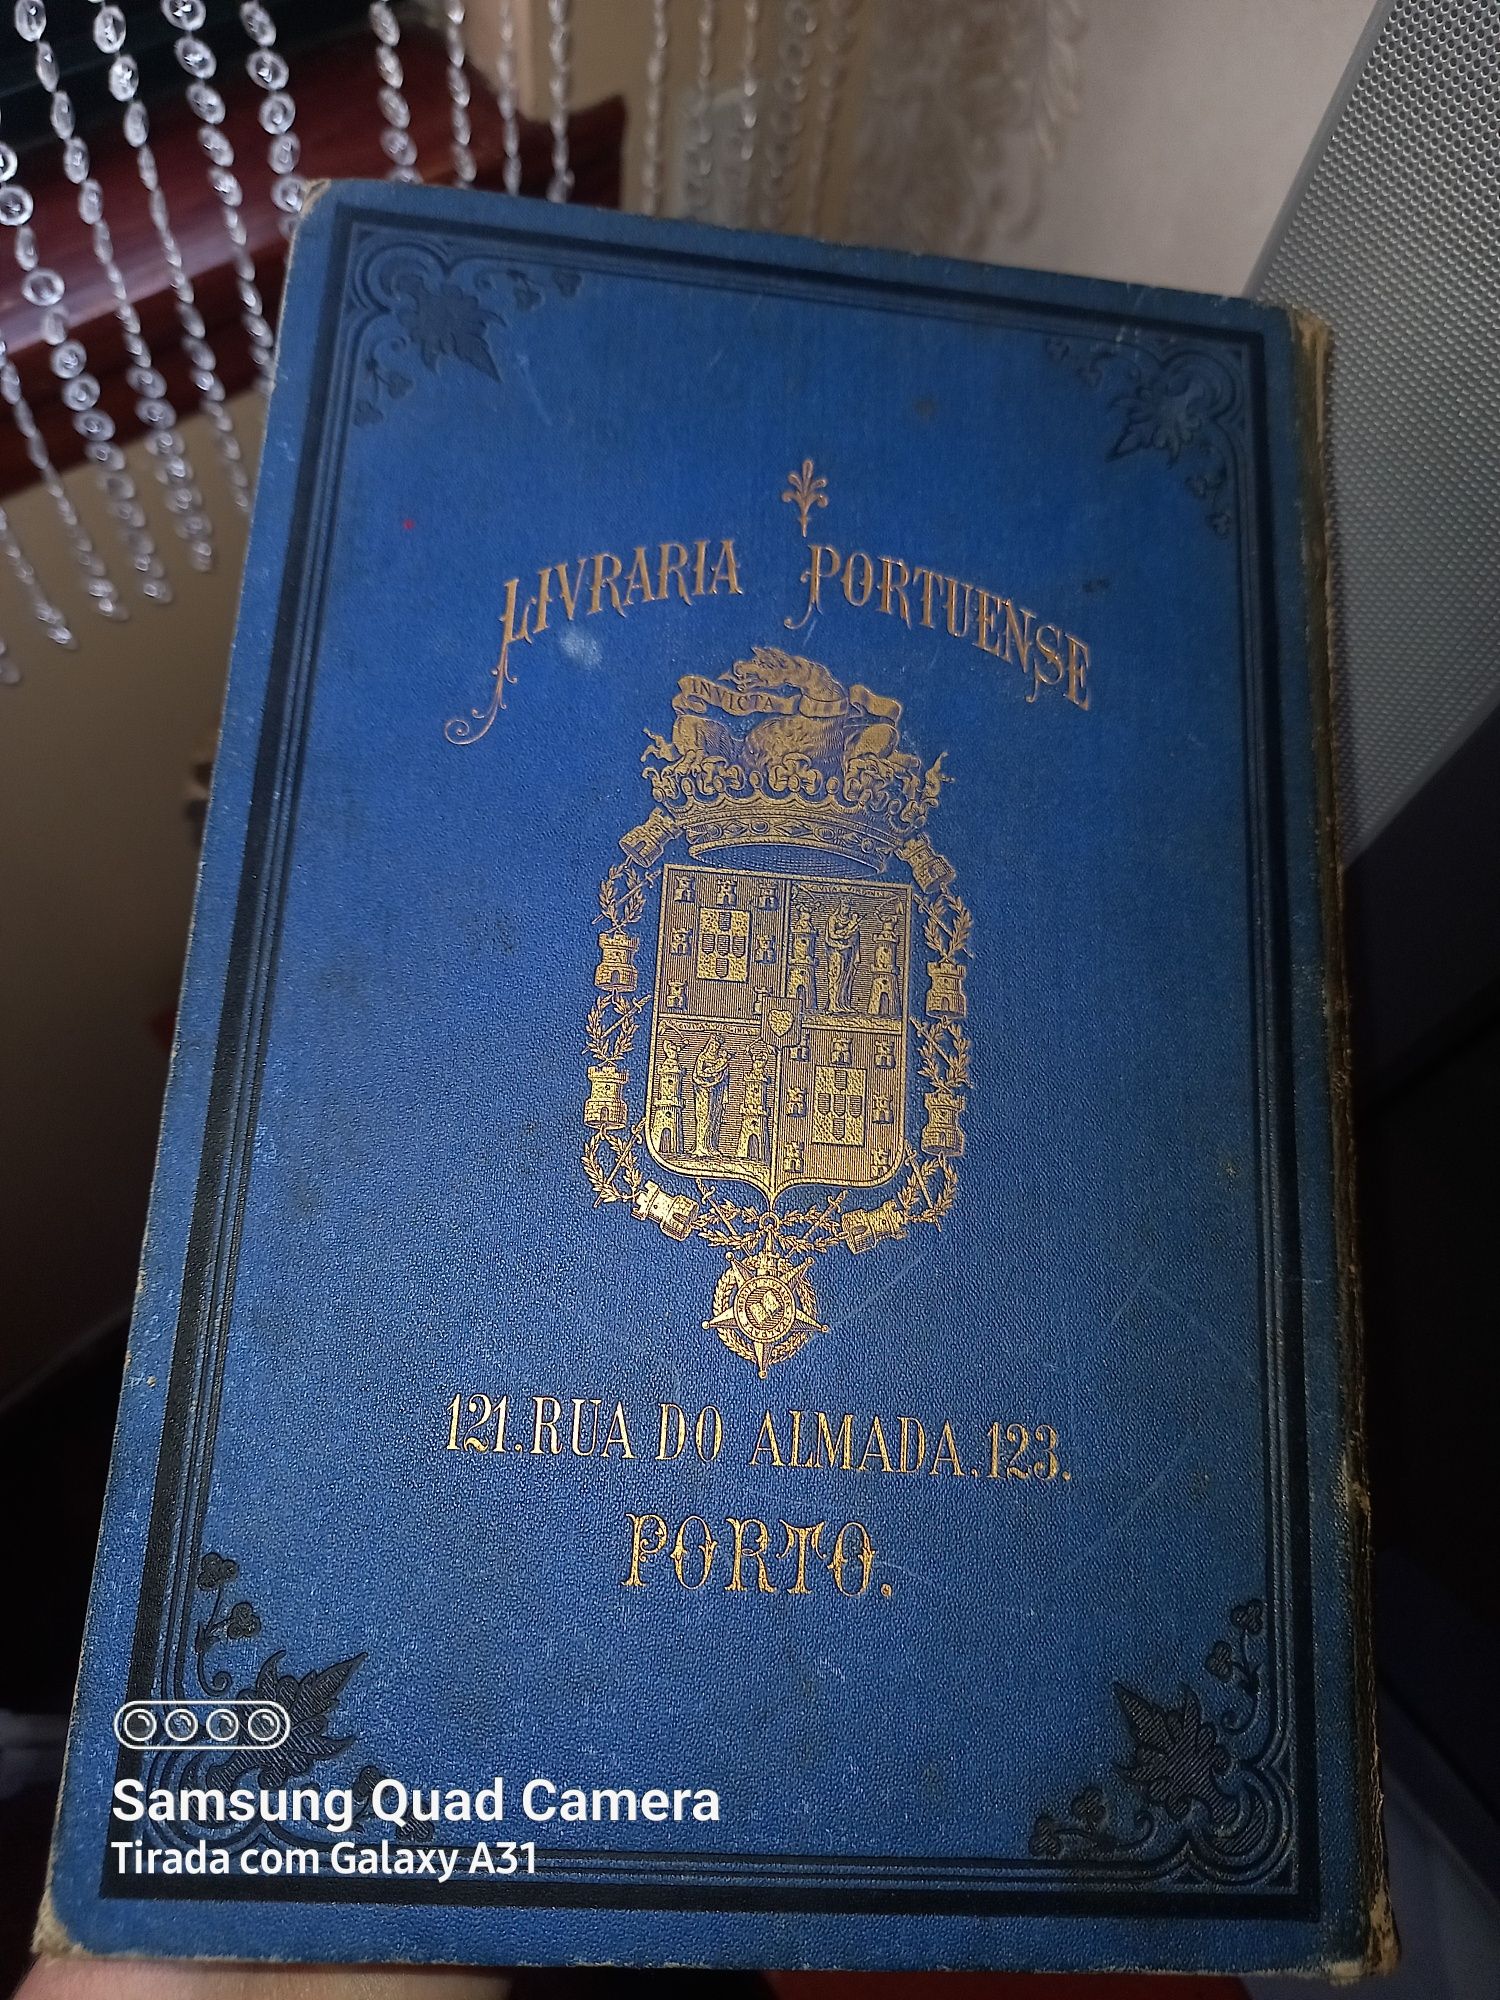 LIVRARIA PORTUENSE
INVICTA
121. RUA DO ALMADA. 123.
PORTO.
Samsung Quad Camera
Tirada com Galaxy A31